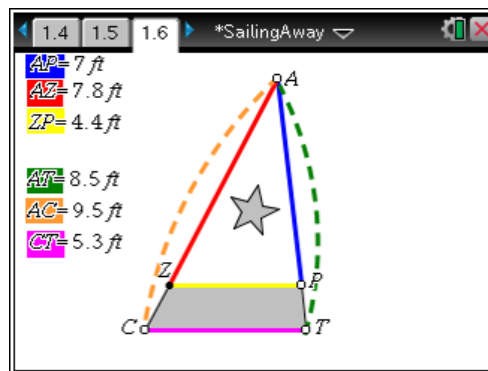 1.4 1.5 1.6 *SailingAway
AP=7 ft
AZ=7.8 ft
ZP=4.4 ft
AT=8.5 ft
AC=9.5 ft
CT=5.3 ft
A
Z
P
C
T